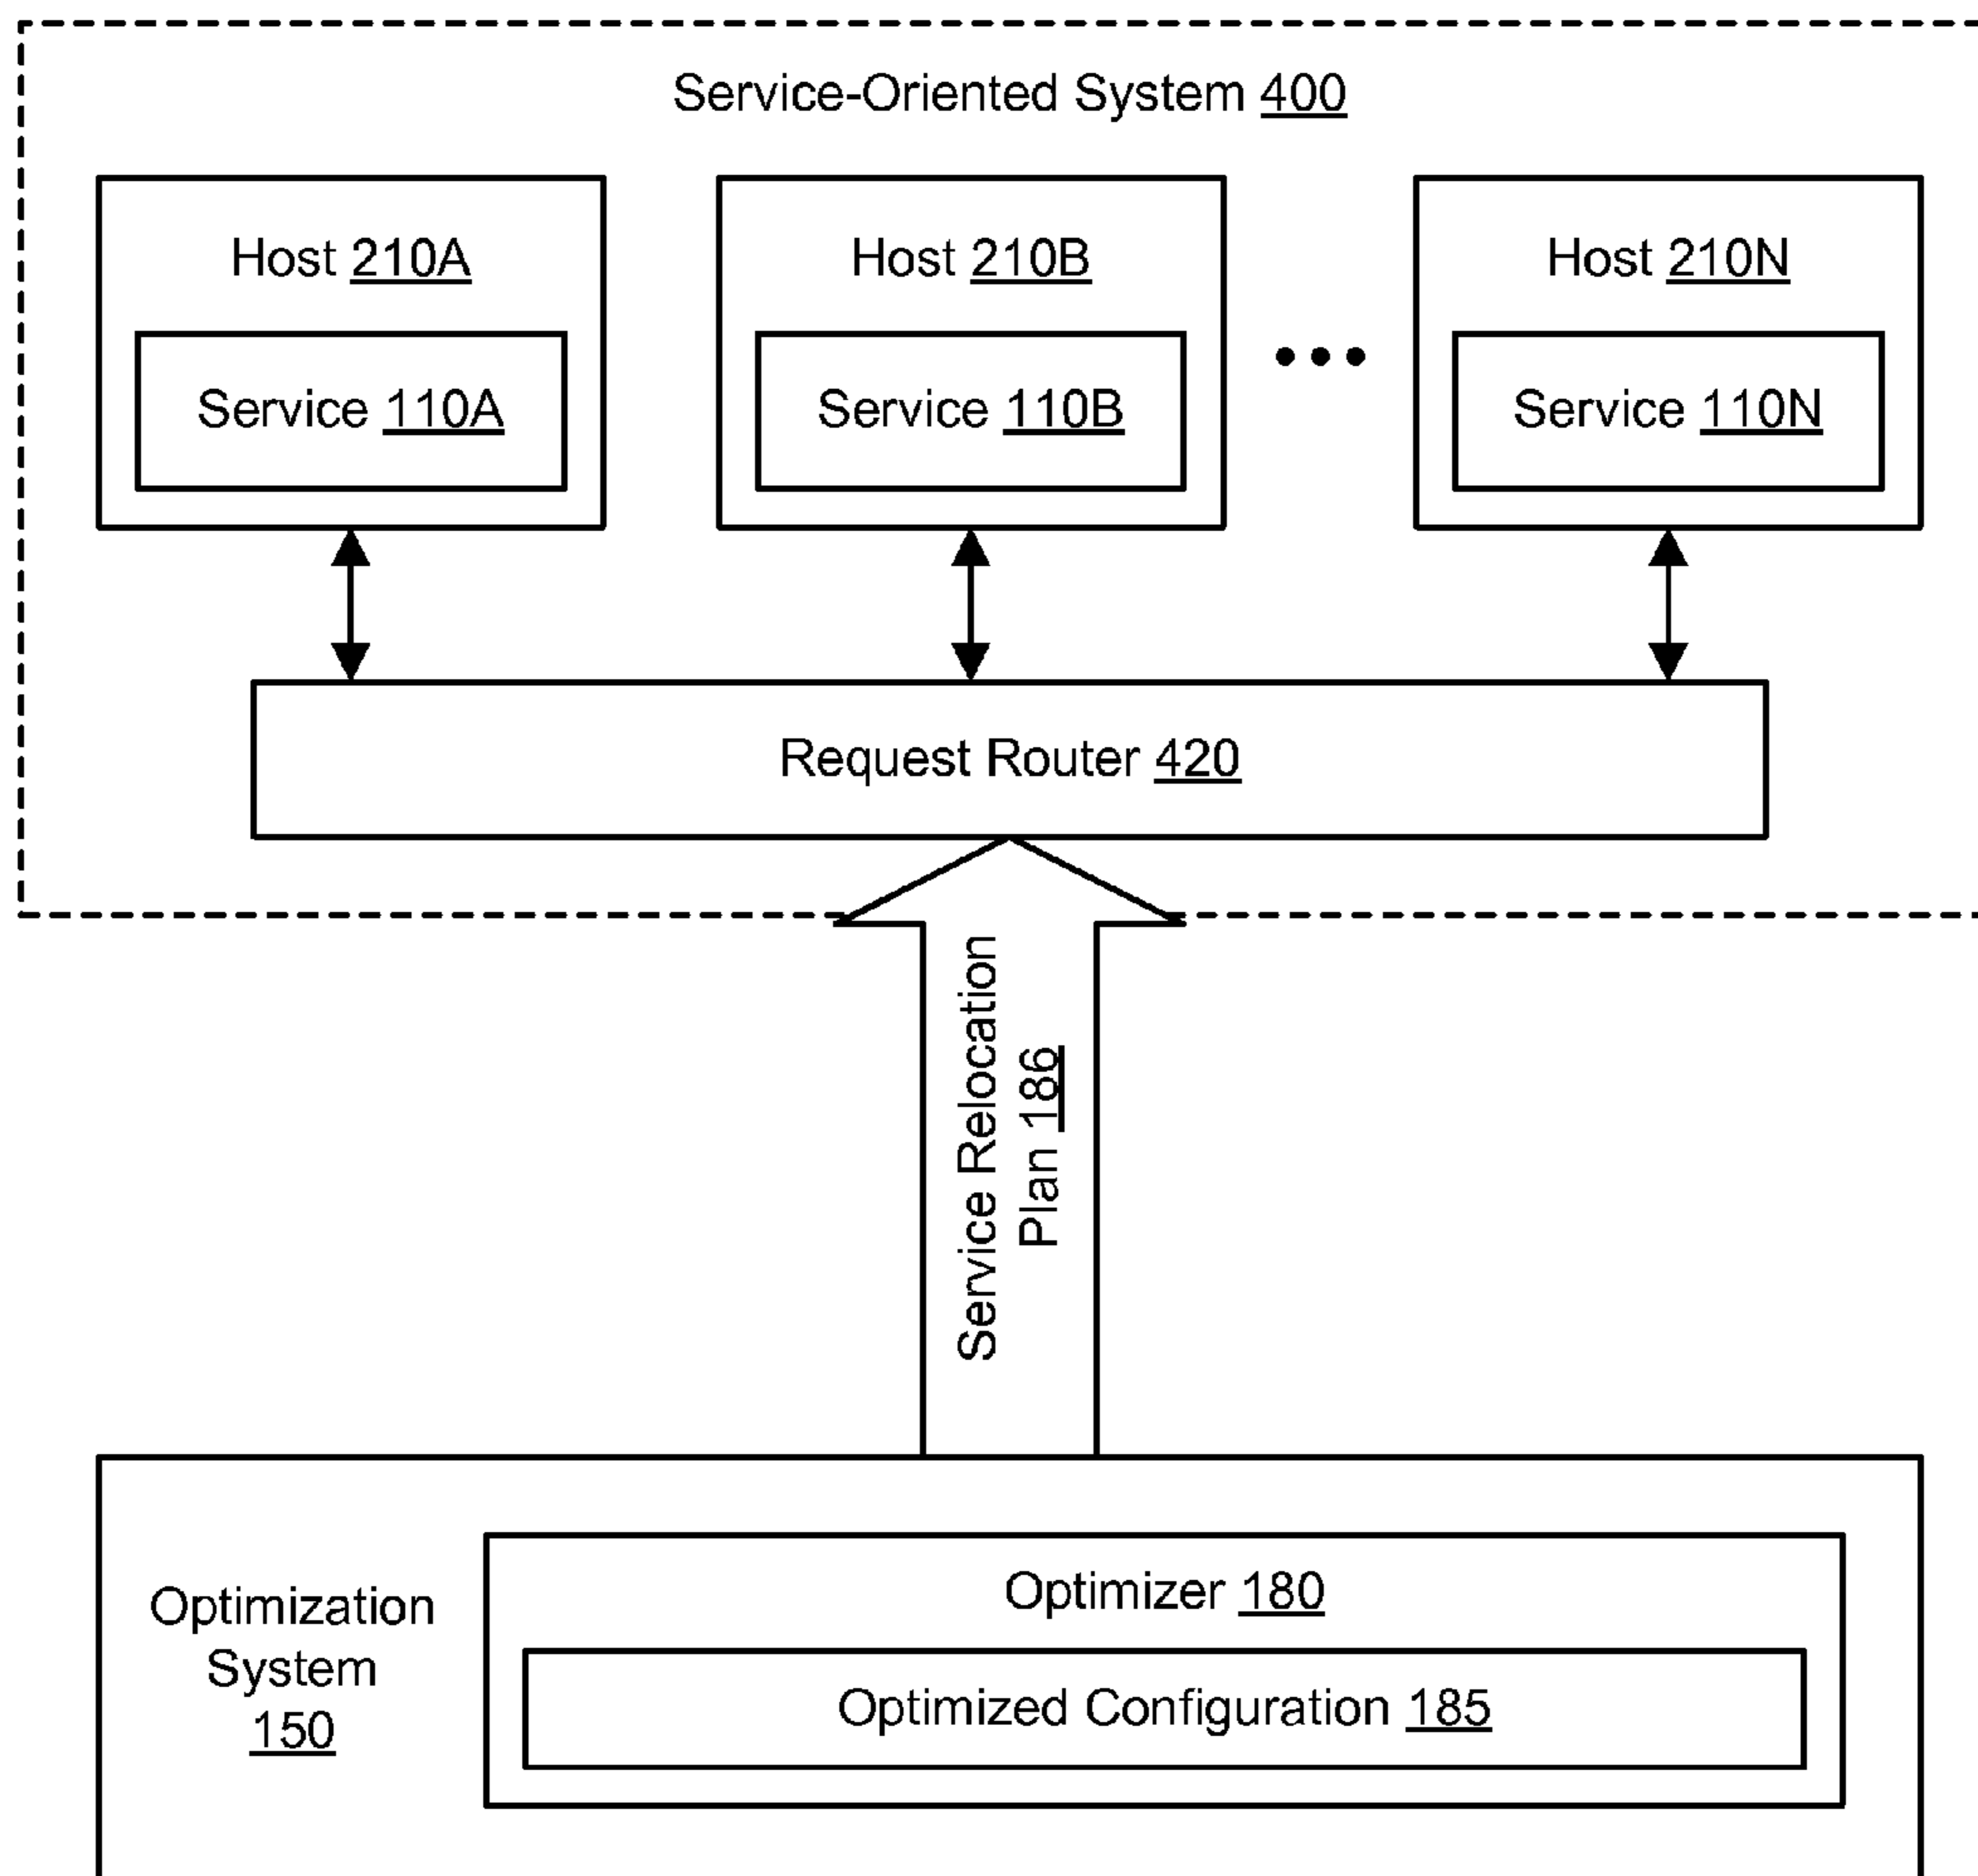 Service-Oriented System 400
Host 210A
Service 110A
Host 210B
Service 110B
Host 210N
Service 110N
Request Router 420
Service Relocation
Plan 186
Optimization
System
150
Optimizer 180
Optimized Configuration 185